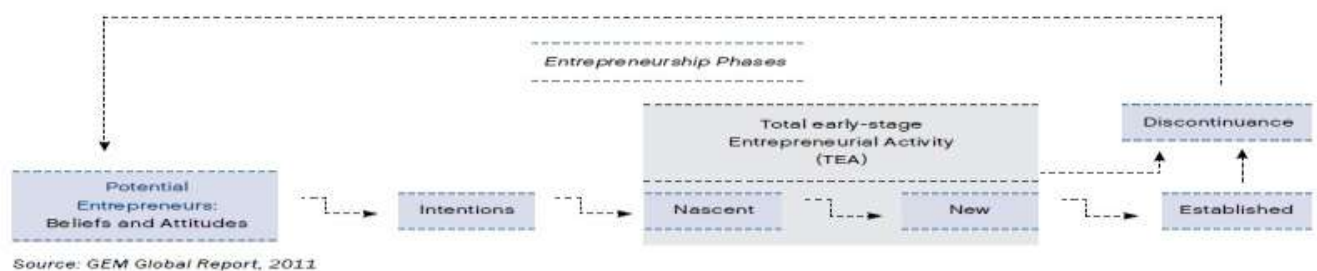 Entrepreneurship Phases
Total early-stage
Entrepreneurial Activity
(TEA)
Discontinuance
Potential
Entrepreneurs:
Beliefs and Attitudes
Intentions
Nascent
New
Established
Source: GEM Global Report, 2011